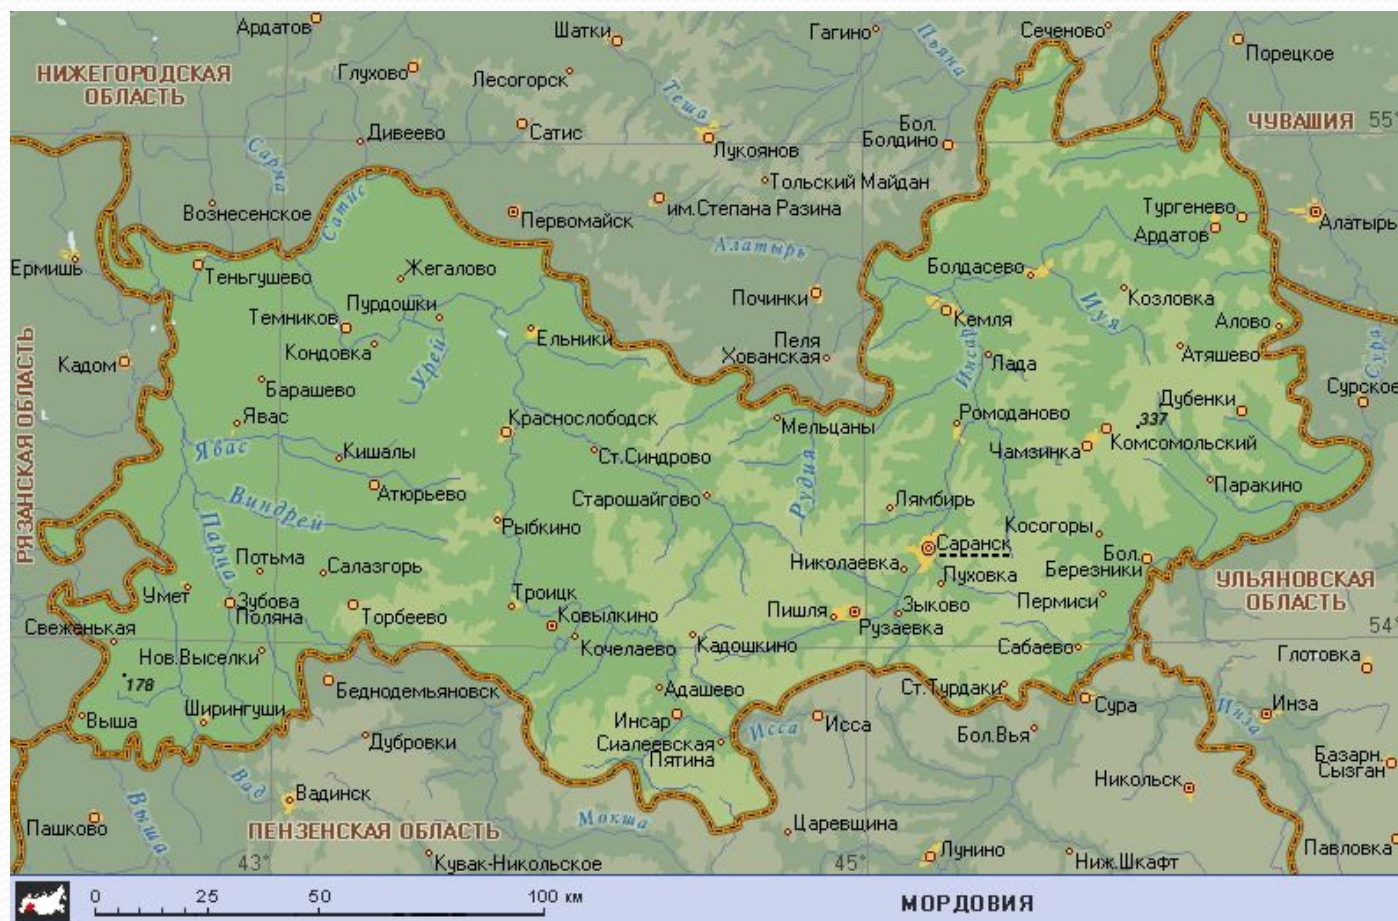 Ардатов
Шатки
Гагино
Сеченово
Пьяна
Порецкое
НИЖЕГОРОДСКАЯ
ОБЛАСТЬ
Глухово
Лесогорск
Теша
ЧУВАШИЯ
55°
Дивеево
Сатис
Лукоянов
Бол.
Болдино
Сарма
Тольский Майдан
Вознесенское
Сатис
Первомайск
им.Степана Разина
Тургенево
Ардатов
Алатырь
Алатырь
Ермишь
Теньгушево
Жегалово
Болдасево
Починки
Козловка
Пурдошки
Темников
Кемля
Иуя
Алово
Ельники
Кондовка
Урей
Пеля
Хованская
Инсар
Лада
Атяшево
Сура
Кадом
Барашево
Сурское
РЯЗАНСКАЯ ОБЛАСТЬ
Явас
Краснослободск
Мельцаны
Ромоданово
Дубенки
337
Комсомольский
Чамзинка
Явас
Кишалы
Ст.Синдрово
Рудия
Атюрьево
Старошайгово
Паракино
Виндрей
Лямбирь
Парца
Рыбкино
Косогоры
Саранск
Николаевка
Бол.
Березники
Потьма
Салазгорь
Луховка
УЛЬЯНОВСКАЯ
ОБЛАСТЬ
Умет
Зубова
Поляна
Торбеево
Троицк
Ковылкино
Пишля
Рузаевка
Зыково
Пермиси
54°
Свеженькая
Кочелаево
Кадошкино
Сабаево
Нов.Выселки
Глотовка
178
Беднодемьяновск
Адашево
Ст.Турдаки
Сура
Выша
Ширингуши
Инсар
Исса
Исса
Инза
Инза
Дубровки
Сиалеевская
Пятина
Бол.Вья
Базарн.
Сызган
Вад
Никольск
Вадинск
Выша
Пашково
ПЕНЗЕНСКАЯ ОБЛАСТЬ
Мокша
Царевщина
Павловка
43°
Кувак-Никольское
45°
Лунино
Ниж.Шкафт
0 25 50 100 км
МОРДОВИЯ